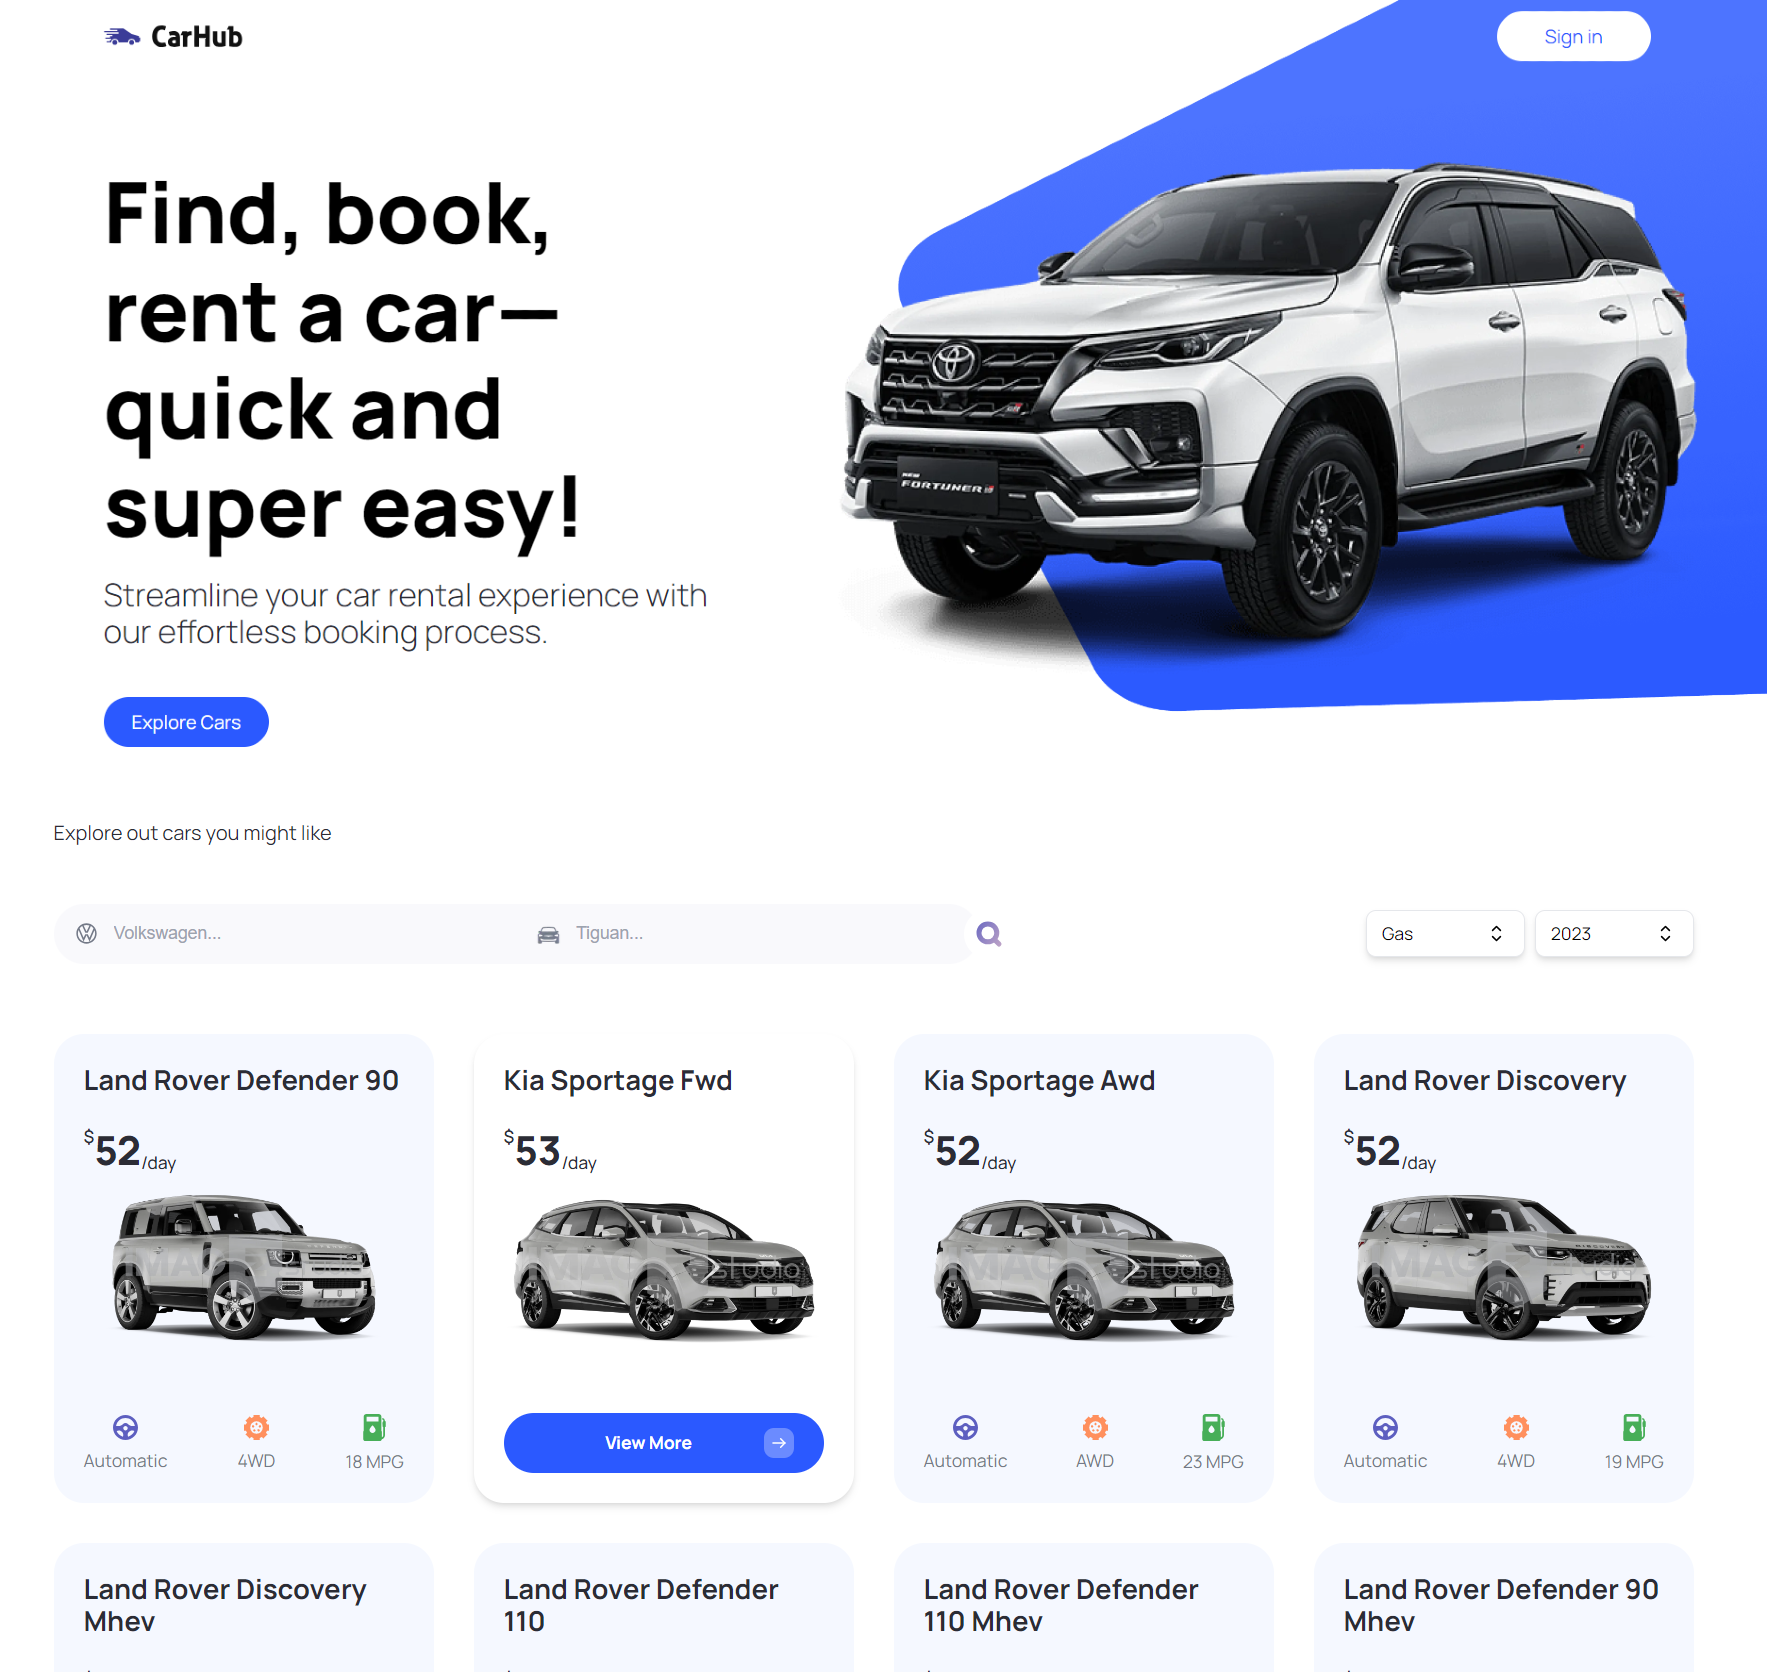 CarHub
Sign in
Find, book,
rent a car—
quick and
super easy!
NEW
FORTUNER
Streamline your car rental experience with
our effortless booking process.
Explore Cars
Explore out cars you might like
Volkswagen...
Tiguan...
Gas
2023
Land Rover Defender 90
$52/day
Automatic
4WD
18 MPG
Kia Sportage Fwd
$53/day
studio
View More
Kia Sportage Awd
$52/day
studio
Automatic
AWD
23 MPG
Land Rover Discovery
$52/day
Automatic
4WD
19 MPG
Land Rover Discovery
Mhev
Land Rover Defender
110
Land Rover Defender
110 Mhev
Land Rover Defender 90
Mhev